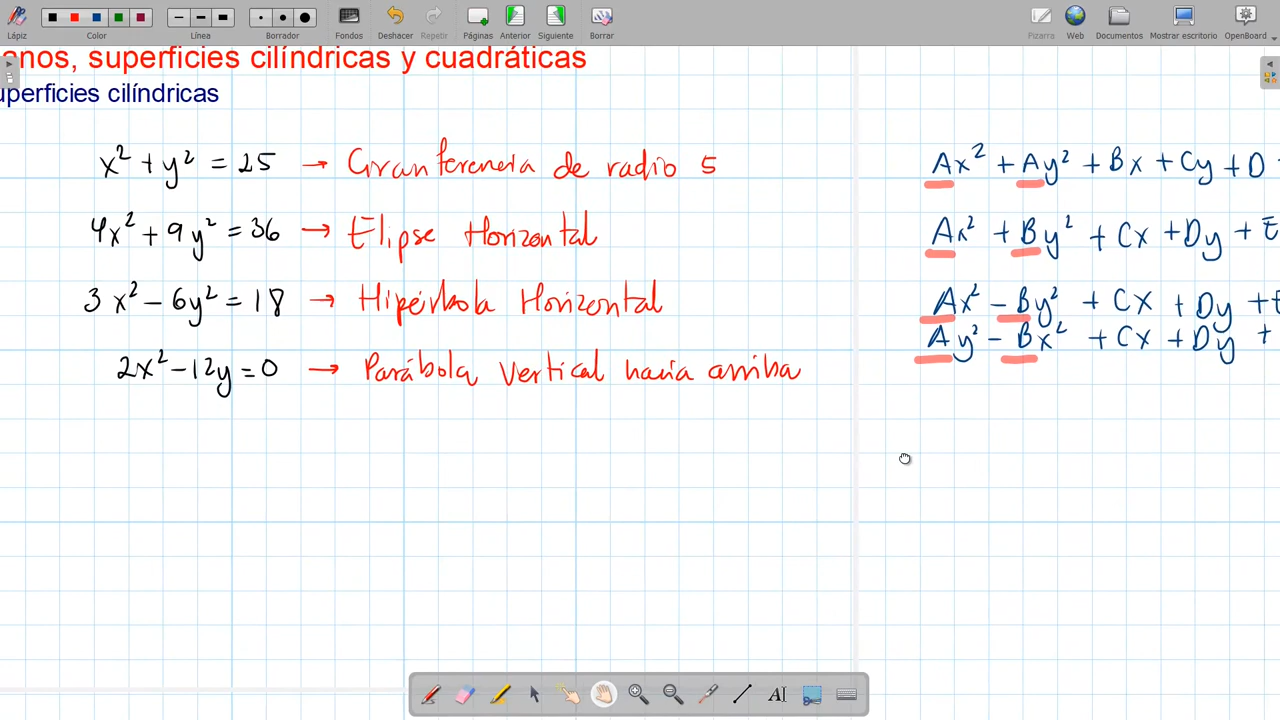 Lápiz Color Línea Borrador Fondos Deshacer Repetir Páginas Anterior Siguiente Borrar Pizarra Web Documentos Mostrar escritorio OpenBoard
anos, superficies cilíndricas y cuadráticas
uperficies cilíndricas
x² + y² = 25 → Circunferencia de radio 5
4x² + 9y² = 36 → Elipse Horizontal
3x² - 6y² = 18 → Hipérbola Horizontal
2x² - 12y = 0 → Parábola Vertical hacia arriba
Ax² + Ay² + Bx + Cy + D
Ax² + By² + Cx + Dy + E
Ax² - By² + Cx + Dy + E
Ay² - Bx² + Cx + Dy +
AI